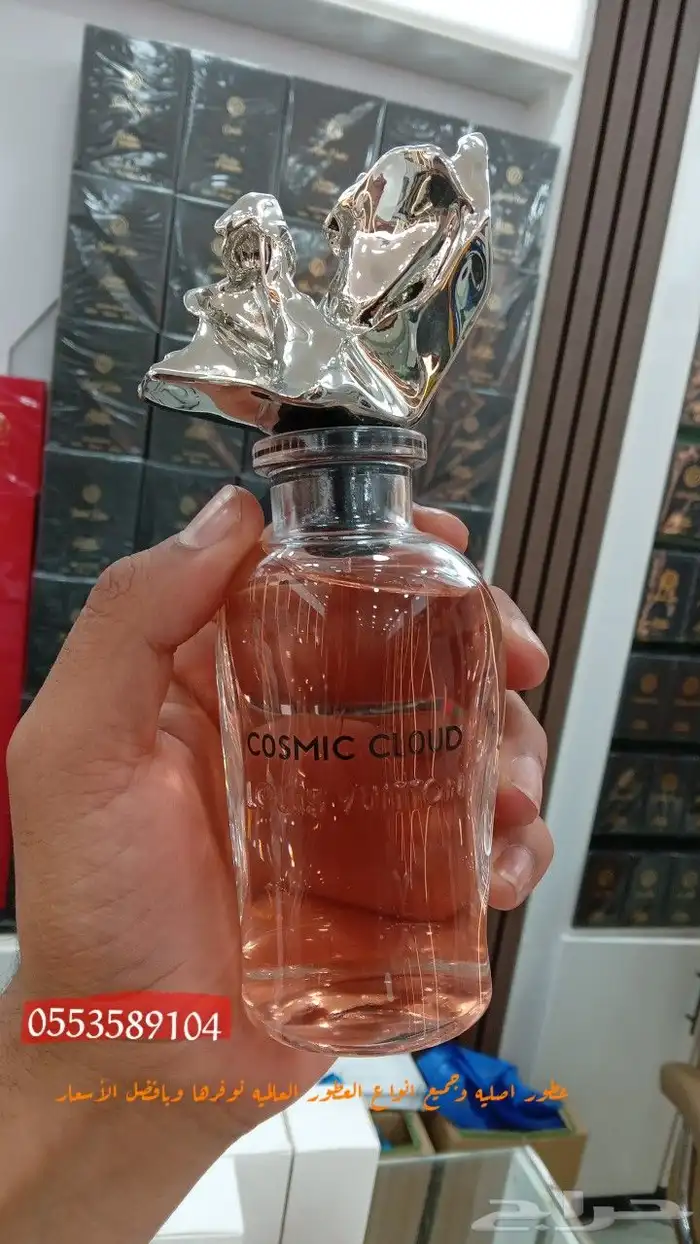 COSMIC CLOUD
LOUIS VUITTON
0553589104
عطور اصليه وجميع انواع العطور العالميه نوفرها وبافضل الأسعار
حراج